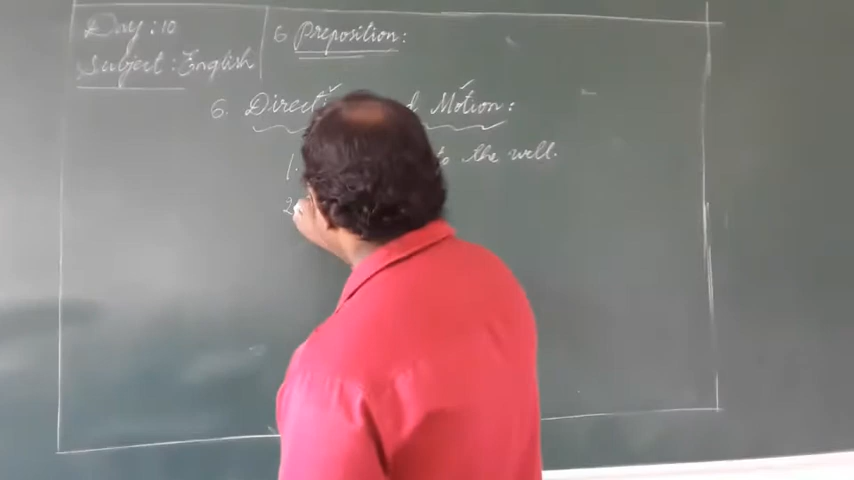 Day : 10
Subject : English
6 Preposition :
6. Direct Motion :
1. to the well.
2